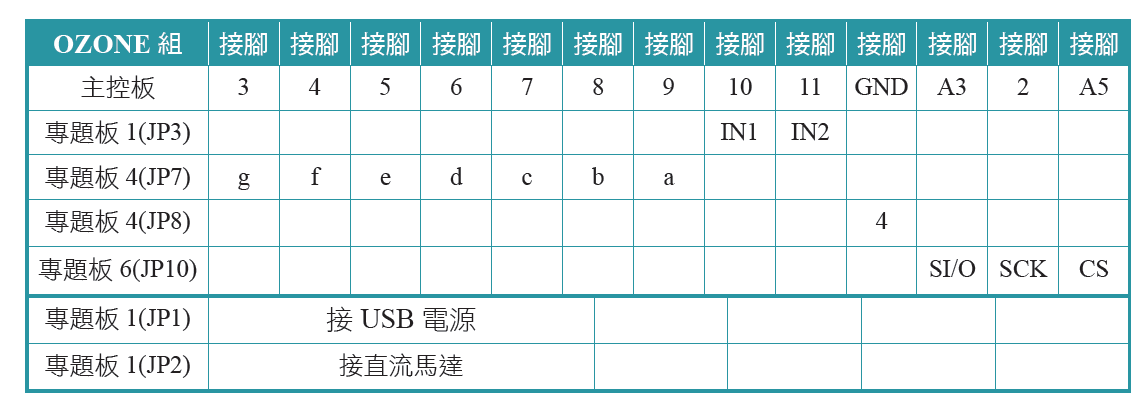 OZONE 組 接腳 接腳 接腳 接腳 接腳 接腳 接腳 接腳 接腳 接腳 接腳 接腳 接腳
主控板 3 4 5 6 7 8 9 10 11 GND A3 2 A5
專題板 1(JP3) IN1 IN2
專題板 4(JP7) g f e d c b a
專題板 4(JP8) 4
專題板 6(JP10) SI/O SCK CS
專題板 1(JP1) 接 USB 電源
專題板 1(JP2) 接直流馬達